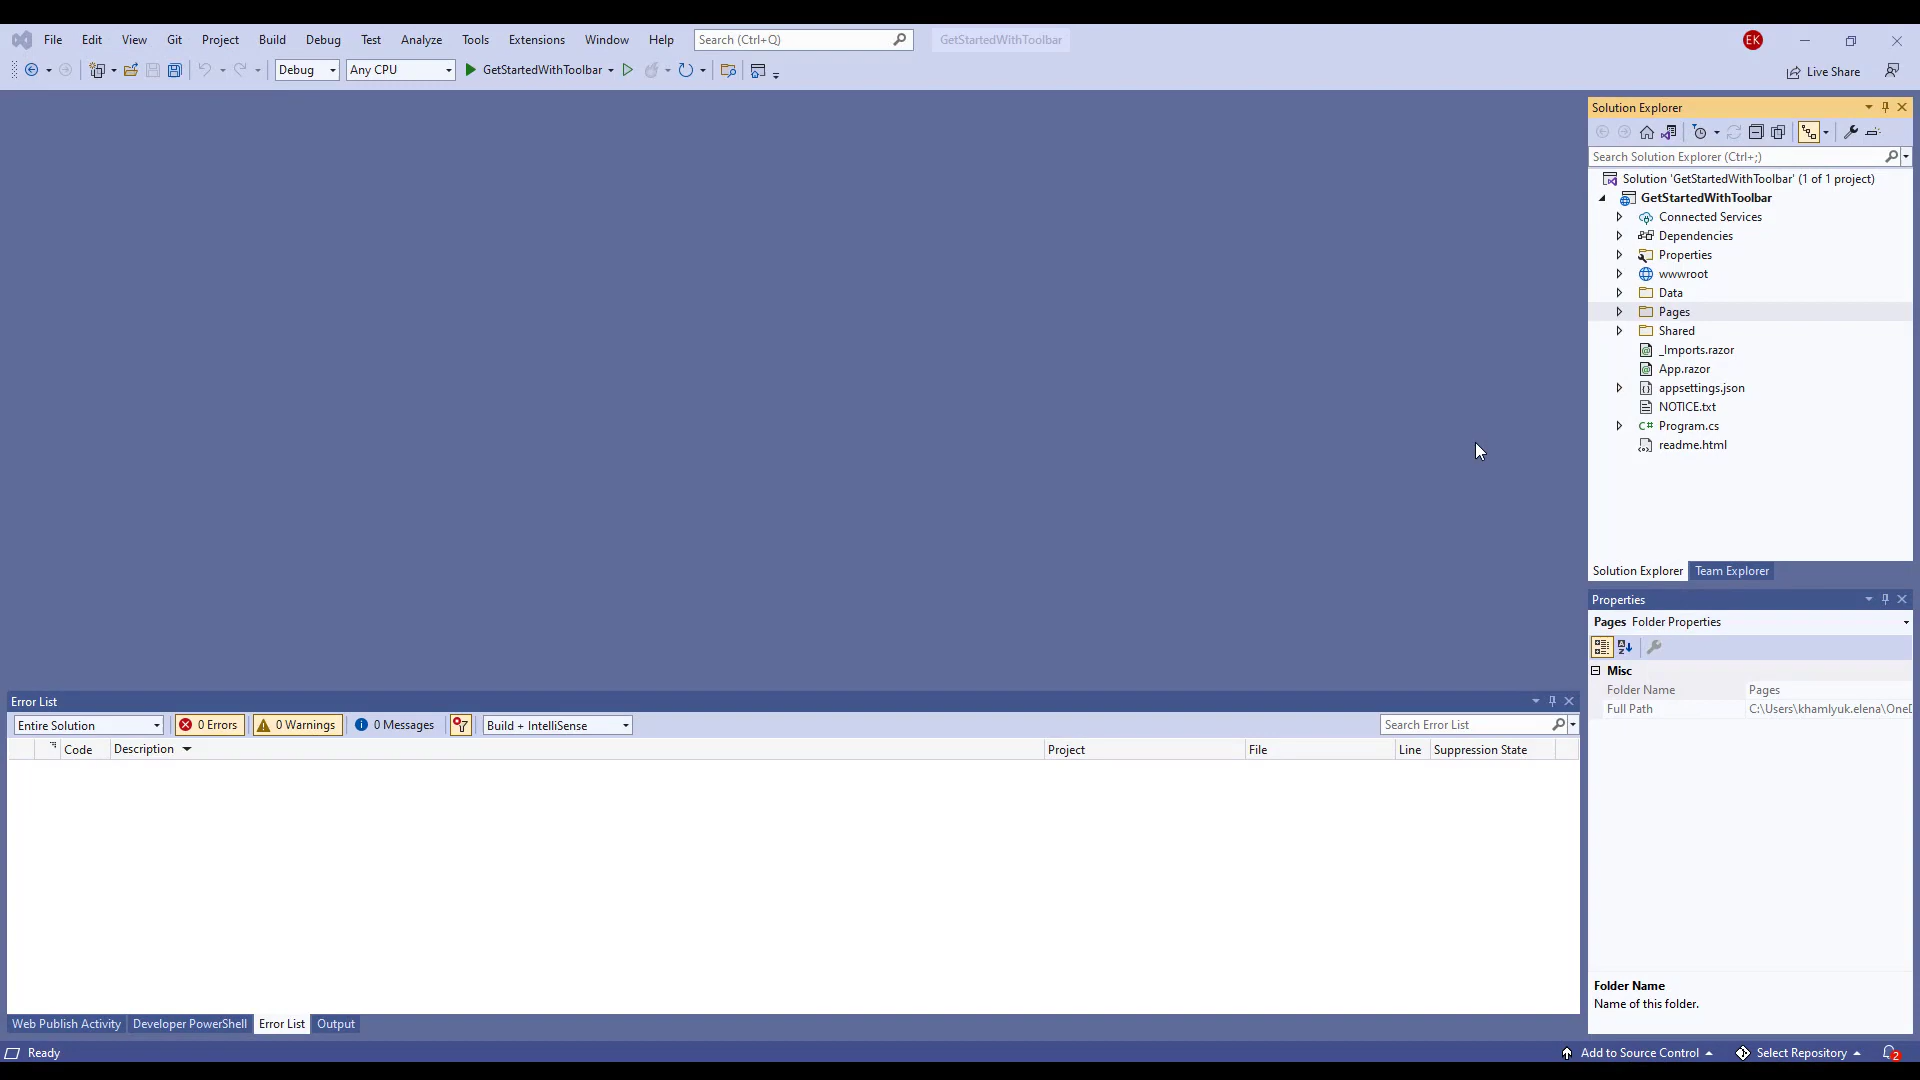 File Edit View Git Project Build Debug Test Analyze Tools Extensions Window Help Search (Ctrl+Q) GetStartedWithToolbar EK
Debug Any CPU GetStartedWithToolbar Live Share
Solution Explorer
Search Solution Explorer (Ctrl+;)
Solution 'GetStartedWithToolbar' (1 of 1 project)
GetStartedWithToolbar
Connected Services
Dependencies
Properties
wwwroot
Data
Pages
Shared
_Imports.razor
App.razor
appsettings.json
NOTICE.txt
C# Program.cs
readme.html
Solution Explorer Team Explorer
Properties
Pages Folder Properties
Misc
Folder Name Pages
Full Path C:\Users\khamlyuk.elena\One
Folder Name
Name of this folder.
Error List
Entire Solution 0 Errors 0 Warnings 0 Messages Build + IntelliSense Search Error List
Code Description Project File Line Suppression State
Web Publish Activity Developer PowerShell Error List Output
Ready Add to Source Control Select Repository 2